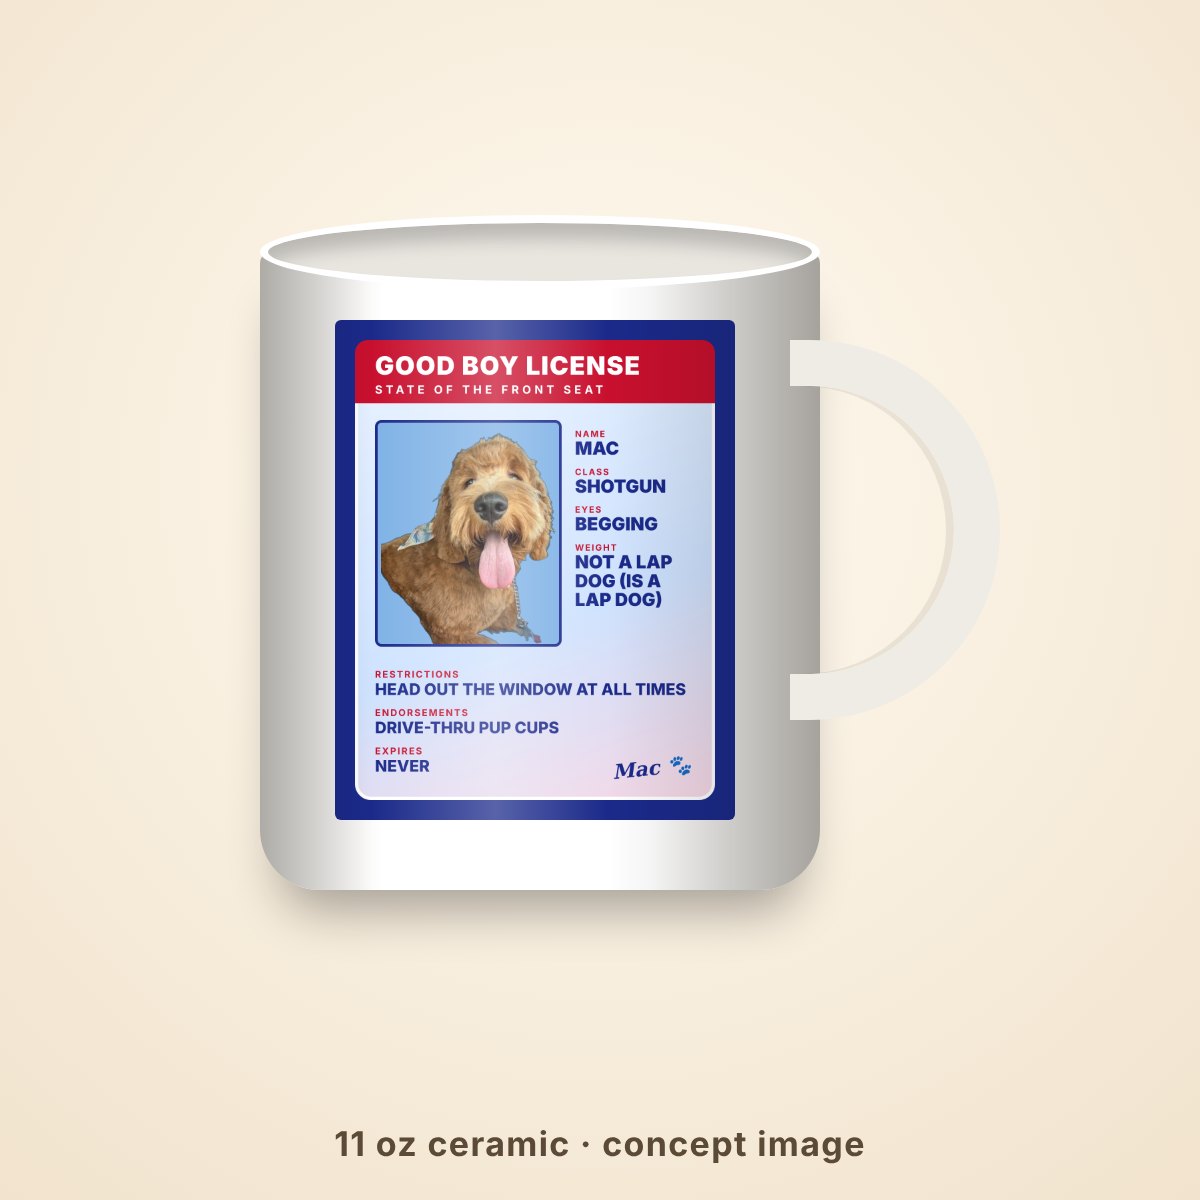 GOOD BOY LICENSE
STATE OF THE FRONT SEAT
NAME
MAC
CLASS
SHOTGUN
EYES
BEGGING
WEIGHT
NOT A LAP
DOG (IS A
LAP DOG)
RESTRICTIONS
HEAD OUT THE WINDOW AT ALL TIMES
ENDORSEMENTS
DRIVE-THRU PUP CUPS
EXPIRES
NEVER
Mac 🐾
11 oz ceramic · concept image